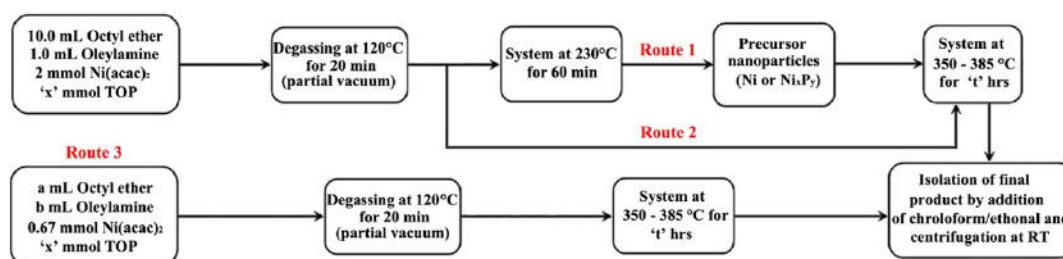 10.0 mL Octyl ether
1.0 mL Oleylamine
2 mmol Ni(acac)₂
‘x’ mmol TOP
Degassing at 120°C
for 20 min
(partial vacuum)
System at 230°C
for 60 min
Route 1
Precursor
nanoparticles
(Ni or NiₓPᵧ)
System at
350 - 385 °C
for ‘t’ hrs
Route 2
Route 3
a mL Octyl ether
b mL Oleylamine
0.67 mmol Ni(acac)₂
‘x’ mmol TOP
Degassing at 120°C
for 20 min
(partial vacuum)
System at
350 - 385 °C for
‘t’ hrs
Isolation of final
product by addition
of chroloform/ethonal and
centrifugation at RT